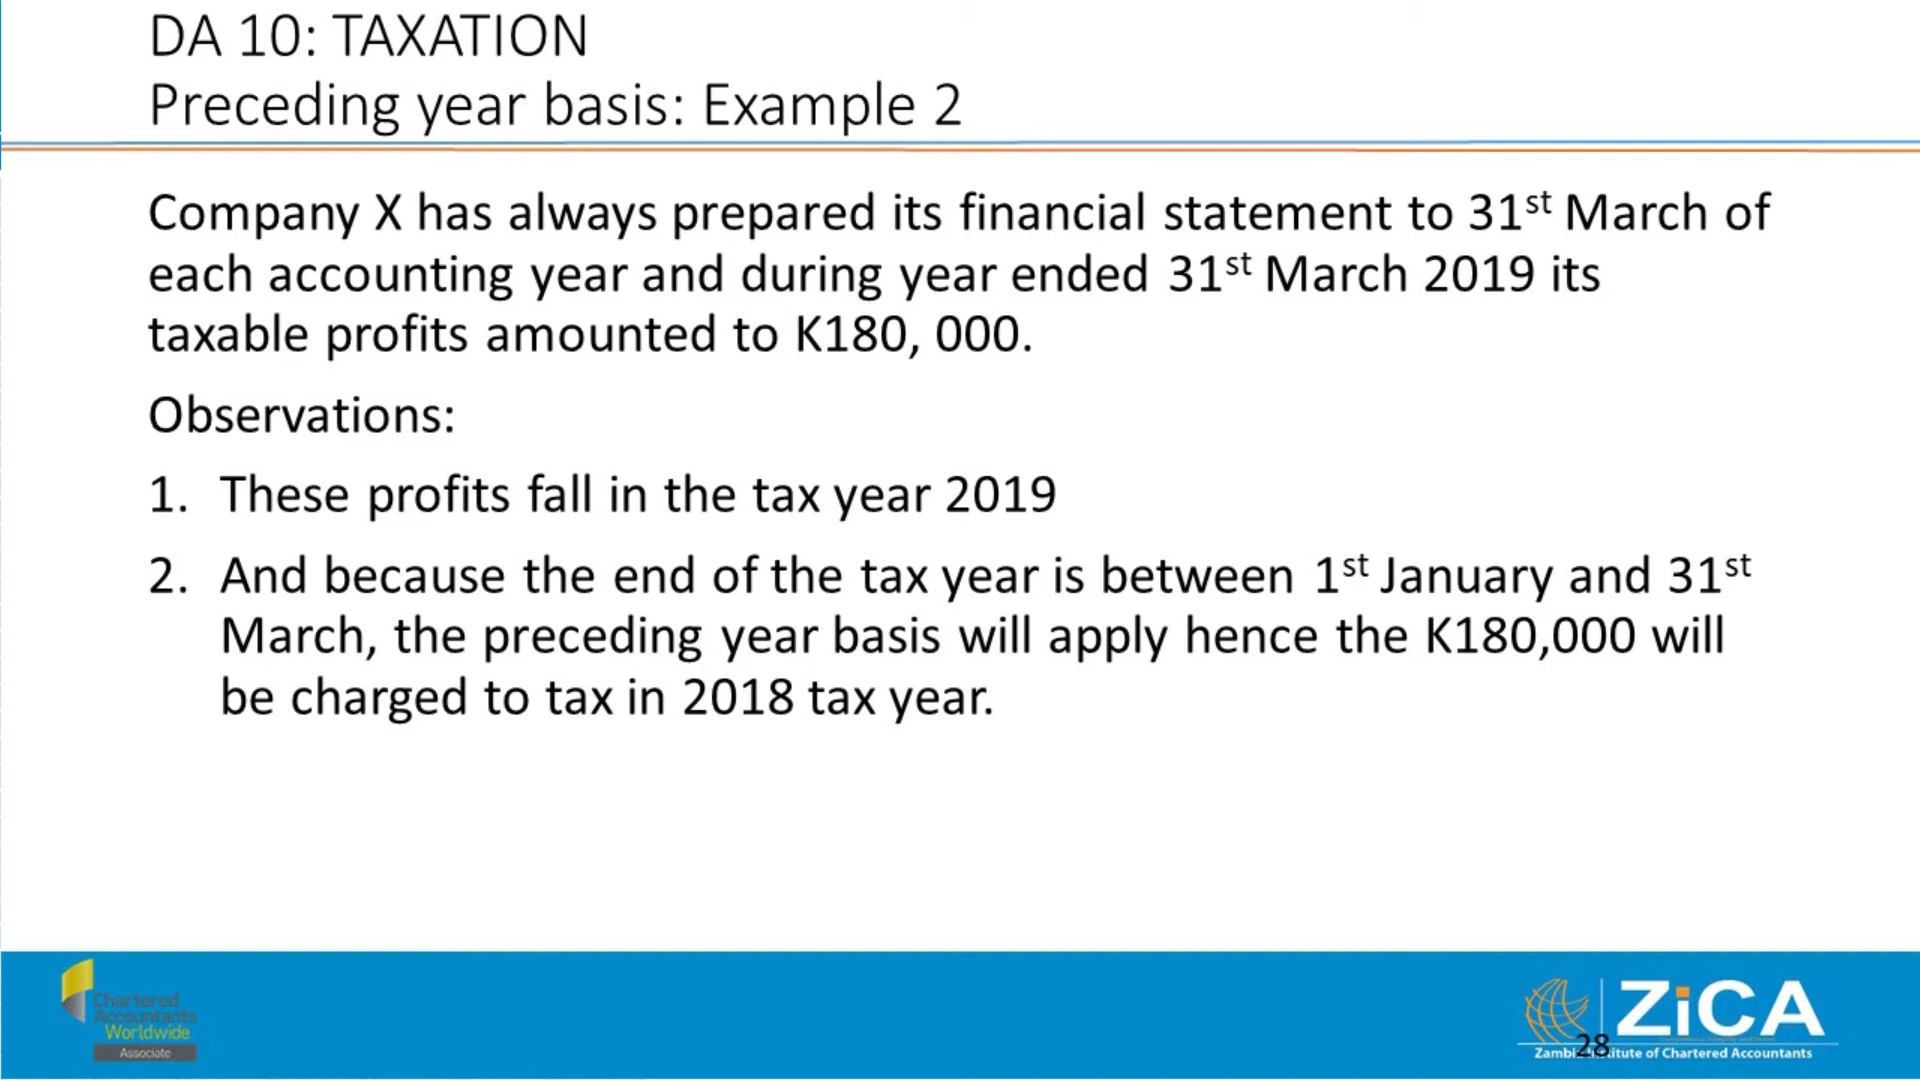 DA 10: TAXATION
Preceding year basis: Example 2
Company X has always prepared its financial statement to 31st March of
each accounting year and during year ended 31st March 2019 its
taxable profits amounted to K180, 000.
Observations:
1. These profits fall in the tax year 2019
2. And because the end of the tax year is between 1st January and 31st
March, the preceding year basis will apply hence the K180,000 will
be charged to tax in 2018 tax year.
Chartered
Accountants
Worldwide
Associate
ZiCA
28
Institute of Chartered Accountants